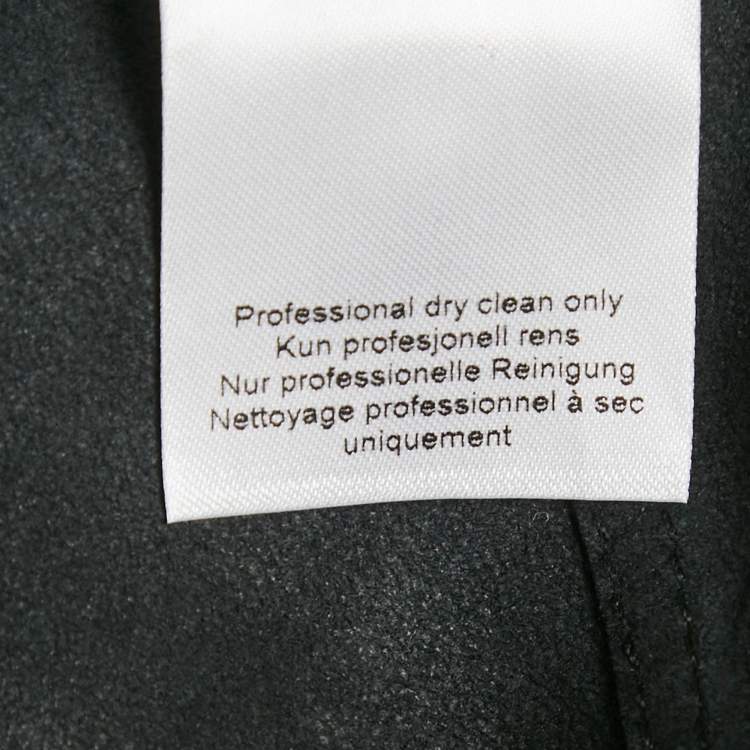 Professional dry clean only
Kun profesjonell rens
Nur professionelle Reinigung
Nettoyage professionnel à sec
uniquement